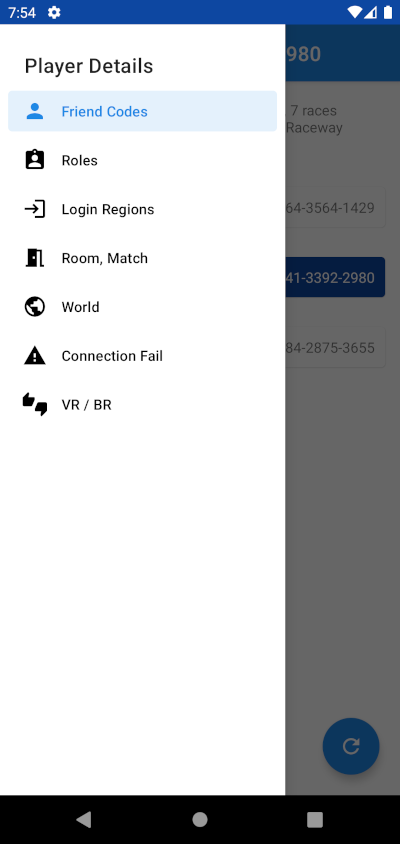 7:54
Player Details
980
Friend Codes
7 races
Raceway
Roles
64-3564-1429
Login Regions
Room, Match
41-3392-2980
World
84-2875-3655
Connection Fail
VR / BR